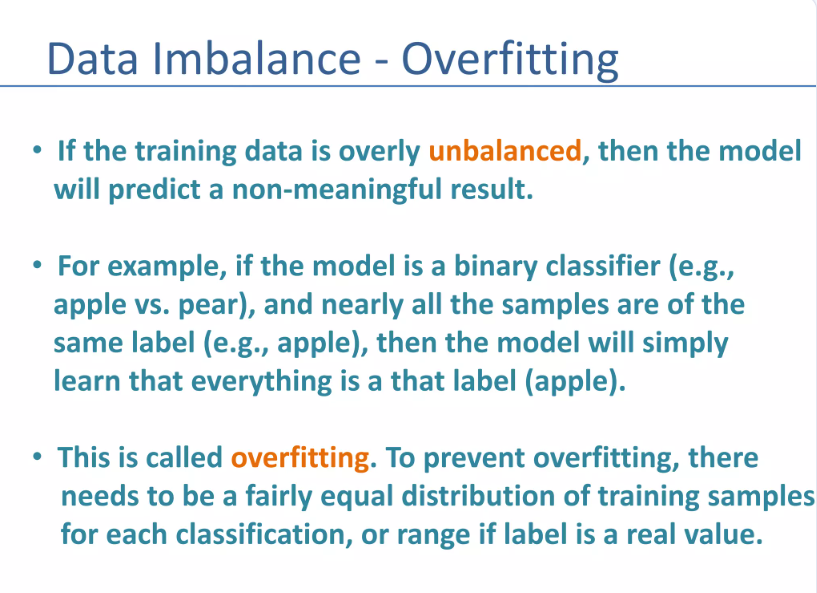 Data Imbalance - Overfitting
• If the training data is overly unbalanced, then the model
will predict a non-meaningful result.
• For example, if the model is a binary classifier (e.g.,
apple vs. pear), and nearly all the samples are of the
same label (e.g., apple), then the model will simply
learn that everything is a that label (apple).
• This is called overfitting. To prevent overfitting, there
needs to be a fairly equal distribution of training samples
for each classification, or range if label is a real value.